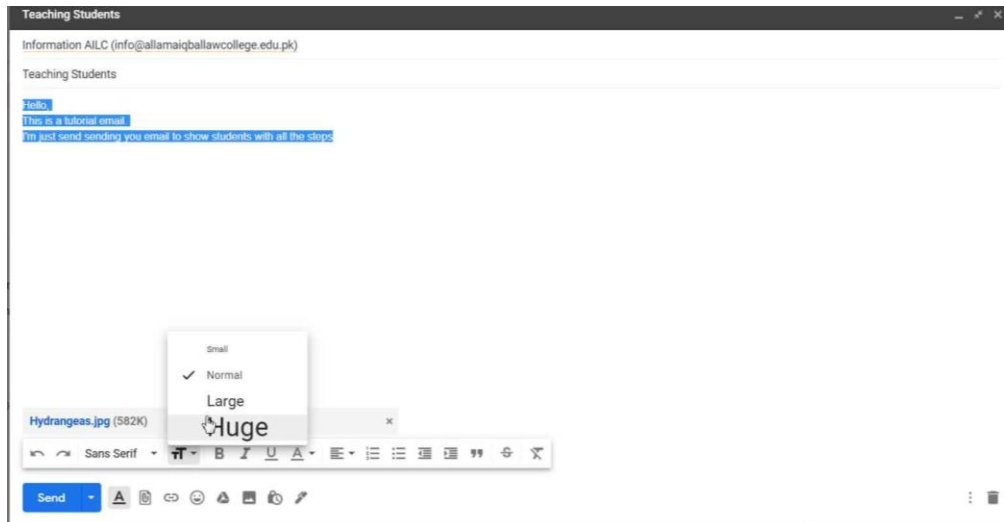 Teaching Students
Information AILC (info@allamaiqballawcollege.edu.pk)
Teaching Students
Hello,
This is a tutorial email.
I'm just send sending you email to show students with all the steps
Small
Normal
Large
Huge
Hydrangeas.jpg (582K)
Sans Serif
Send